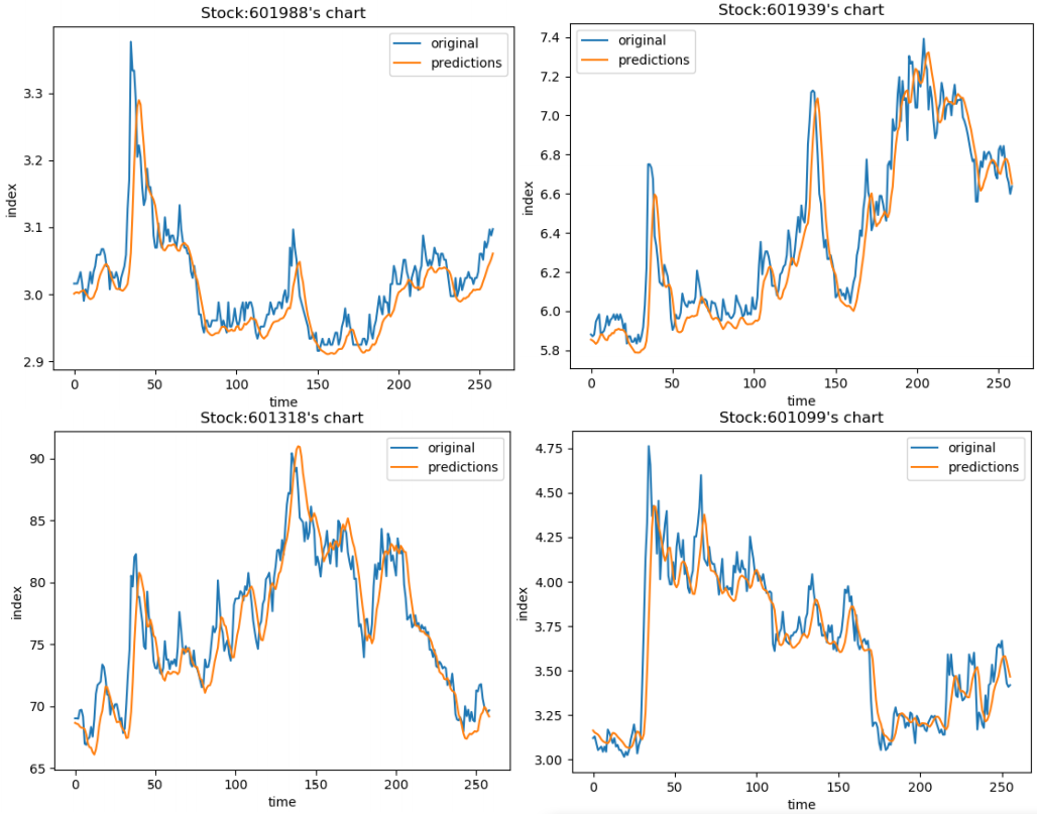 Stock:601988's chart
original
predictions
3.3
3.2
3.1
3.0
2.9
index
0 50 100 150 200 250
time
Stock:601939's chart
original
predictions
7.4
7.2
7.0
6.8
6.6
6.4
6.2
6.0
5.8
index
0 50 100 150 200 250
time
Stock:601318's chart
original
predictions
90
85
80
75
70
65
index
0 50 100 150 200 250
time
Stock:601099's chart
original
predictions
4.75
4.50
4.25
4.00
3.75
3.50
3.25
3.00
index
0 50 100 150 200 250
time